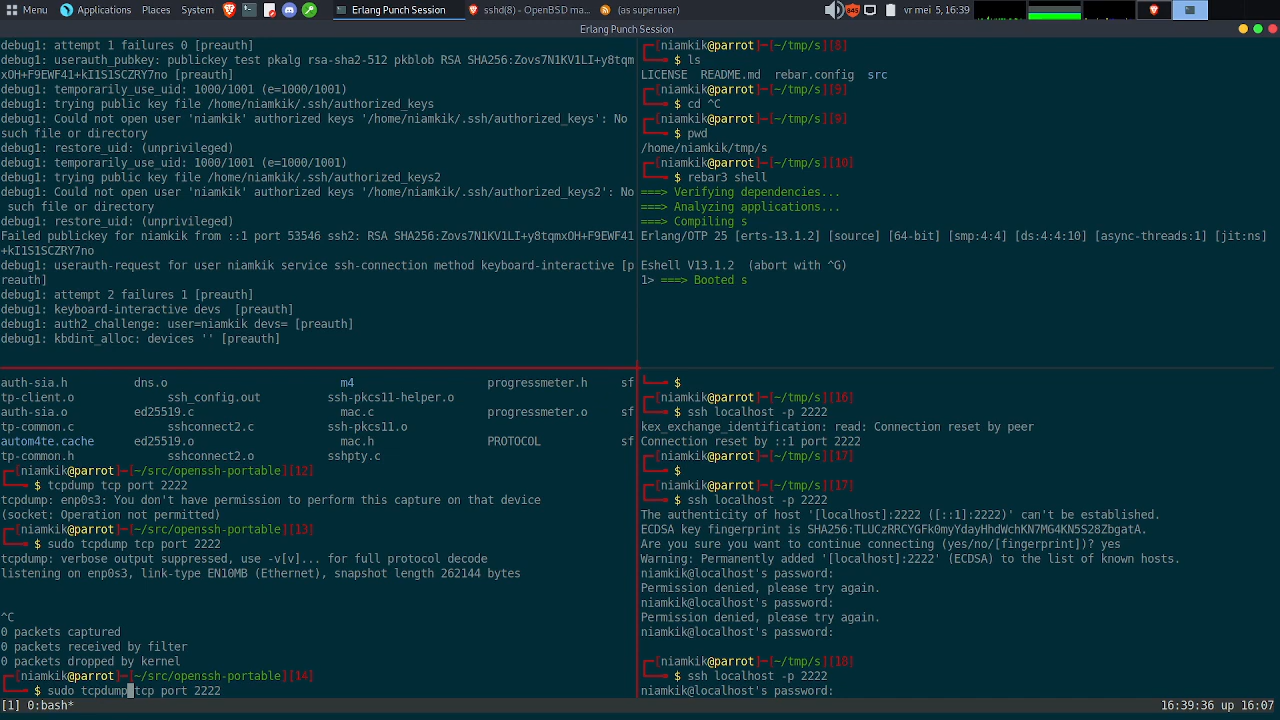 Menu Applications Places System Erlang Punch Session sshd(8) - OpenBSD ma... (as superuser) 645 vr mei 5, 16:39
Erlang Punch Session
debug1: attempt 1 failures 0 [preauth]
debug1: userauth_pubkey: publickey test pkalg rsa-sha2-512 pkblob RSA SHA256:Zovs7N1KV1LI+y8tqm
xOH+F9EWF41+kI1S1SCZRY7no [preauth]
debug1: temporarily_use_uid: 1000/1001 (e=1000/1001)
debug1: trying public key file /home/niamkik/.ssh/authorized_keys
debug1: Could not open user 'niamkik' authorized keys '/home/niamkik/.ssh/authorized_keys': No
such file or directory
debug1: restore_uid: (unprivileged)
debug1: temporarily_use_uid: 1000/1001 (e=1000/1001)
debug1: trying public key file /home/niamkik/.ssh/authorized_keys2
debug1: Could not open user 'niamkik' authorized keys '/home/niamkik/.ssh/authorized_keys2': No
such file or directory
debug1: restore_uid: (unprivileged)
Failed publickey for niamkik from ::1 port 53546 ssh2: RSA SHA256:Zovs7N1KV1LI+y8tqmxOH+F9EWF41
+kI1S1SCZRY7no
debug1: userauth-request for user niamkik service ssh-connection method keyboard-interactive [p
reauth]
debug1: attempt 2 failures 1 [preauth]
debug1: keyboard-interactive devs  [preauth]
debug1: auth2_challenge: user=niamkik devs= [preauth]
debug1: kbdint_alloc: devices '' [preauth]
[niamkik@parrot]─[~/tmp/s][8]
$ ls
LICENSE  README.md  rebar.config  src
[niamkik@parrot]─[~/tmp/s][9]
$ cd ^C
[niamkik@parrot]─[~/tmp/s][9]
$ pwd
/home/niamkik/tmp/s
[niamkik@parrot]─[~/tmp/s][10]
$ rebar3 shell
===> Verifying dependencies...
===> Analyzing applications...
===> Compiling s
Erlang/OTP 25 [erts-13.1.2] [source] [64-bit] [smp:4:4] [ds:4:4:10] [async-threads:1] [jit:ns]
Eshell V13.1.2  (abort with ^G)
1> ===> Booted s
auth-sia.h dns.o m4 progressmeter.h sf
tp-client.o ssh_config.out ssh-pkcs11-helper.o
auth-sia.o ed25519.c mac.c progressmeter.o sf
tp-common.c sshconnect2.c ssh-pkcs11.o
autom4te.cache ed25519.o mac.h PROTOCOL sf
tp-common.h sshconnect2.o sshpty.c
[niamkik@parrot]─[~/src/openssh-portable][12]
$ tcpdump tcp port 2222
tcpdump: enp0s3: You don't have permission to perform this capture on that device
(socket: Operation not permitted)
[niamkik@parrot]─[~/src/openssh-portable][13]
$ sudo tcpdump tcp port 2222
tcpdump: verbose output suppressed, use -v[v]... for full protocol decode
listening on enp0s3, link-type EN10MB (Ethernet), snapshot length 262144 bytes
^C
0 packets captured
0 packets received by filter
0 packets dropped by kernel
[niamkik@parrot]─[~/src/openssh-portable][14]
$ sudo tcpdump tcp port 2222
$
[niamkik@parrot]─[~/tmp/s][16]
$ ssh localhost -p 2222
kex_exchange_identification: read: Connection reset by peer
Connection reset by ::1 port 2222
[niamkik@parrot]─[~/tmp/s][17]
$
[niamkik@parrot]─[~/tmp/s][17]
$ ssh localhost -p 2222
The authenticity of host '[localhost]:2222 ([::1]:2222)' can't be established.
ECDSA key fingerprint is SHA256:TLUCzRRCYGFk0myYdayHhdWchKN7MG4KN5S28ZbgatA.
Are you sure you want to continue connecting (yes/no/[fingerprint])? yes
Warning: Permanently added '[localhost]:2222' (ECDSA) to the list of known hosts.
niamkik@localhost's password:
Permission denied, please try again.
niamkik@localhost's password:
Permission denied, please try again.
niamkik@localhost's password:
[niamkik@parrot]─[~/tmp/s][18]
$ ssh localhost -p 2222
niamkik@localhost's password:
[1] 0:bash* 16:39:36 up 16:07